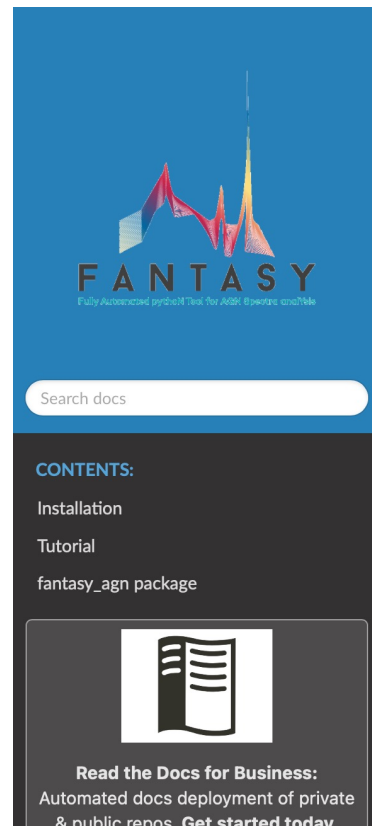 FANTASY
Fully Automated pythoN Tool for AGN Spectra analYsis
Search docs
CONTENTS:
Installation
Tutorial
fantasy_agn package
Read the Docs for Business:
Automated docs deployment of private
& public repos. Get started today